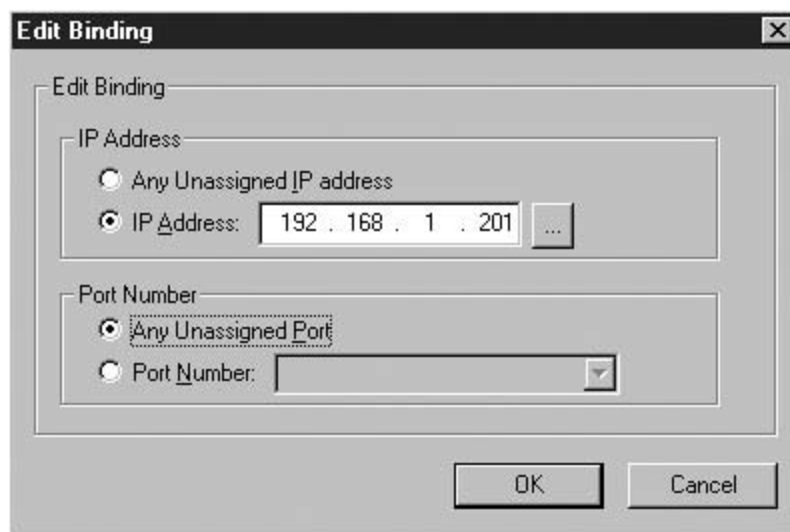 Edit Binding
Edit Binding
IP Address
Any Unassigned IP address
IP Address: 192 . 168 . 1 . 201 ...
Port Number
Any Unassigned Port
Port Number:
OK Cancel